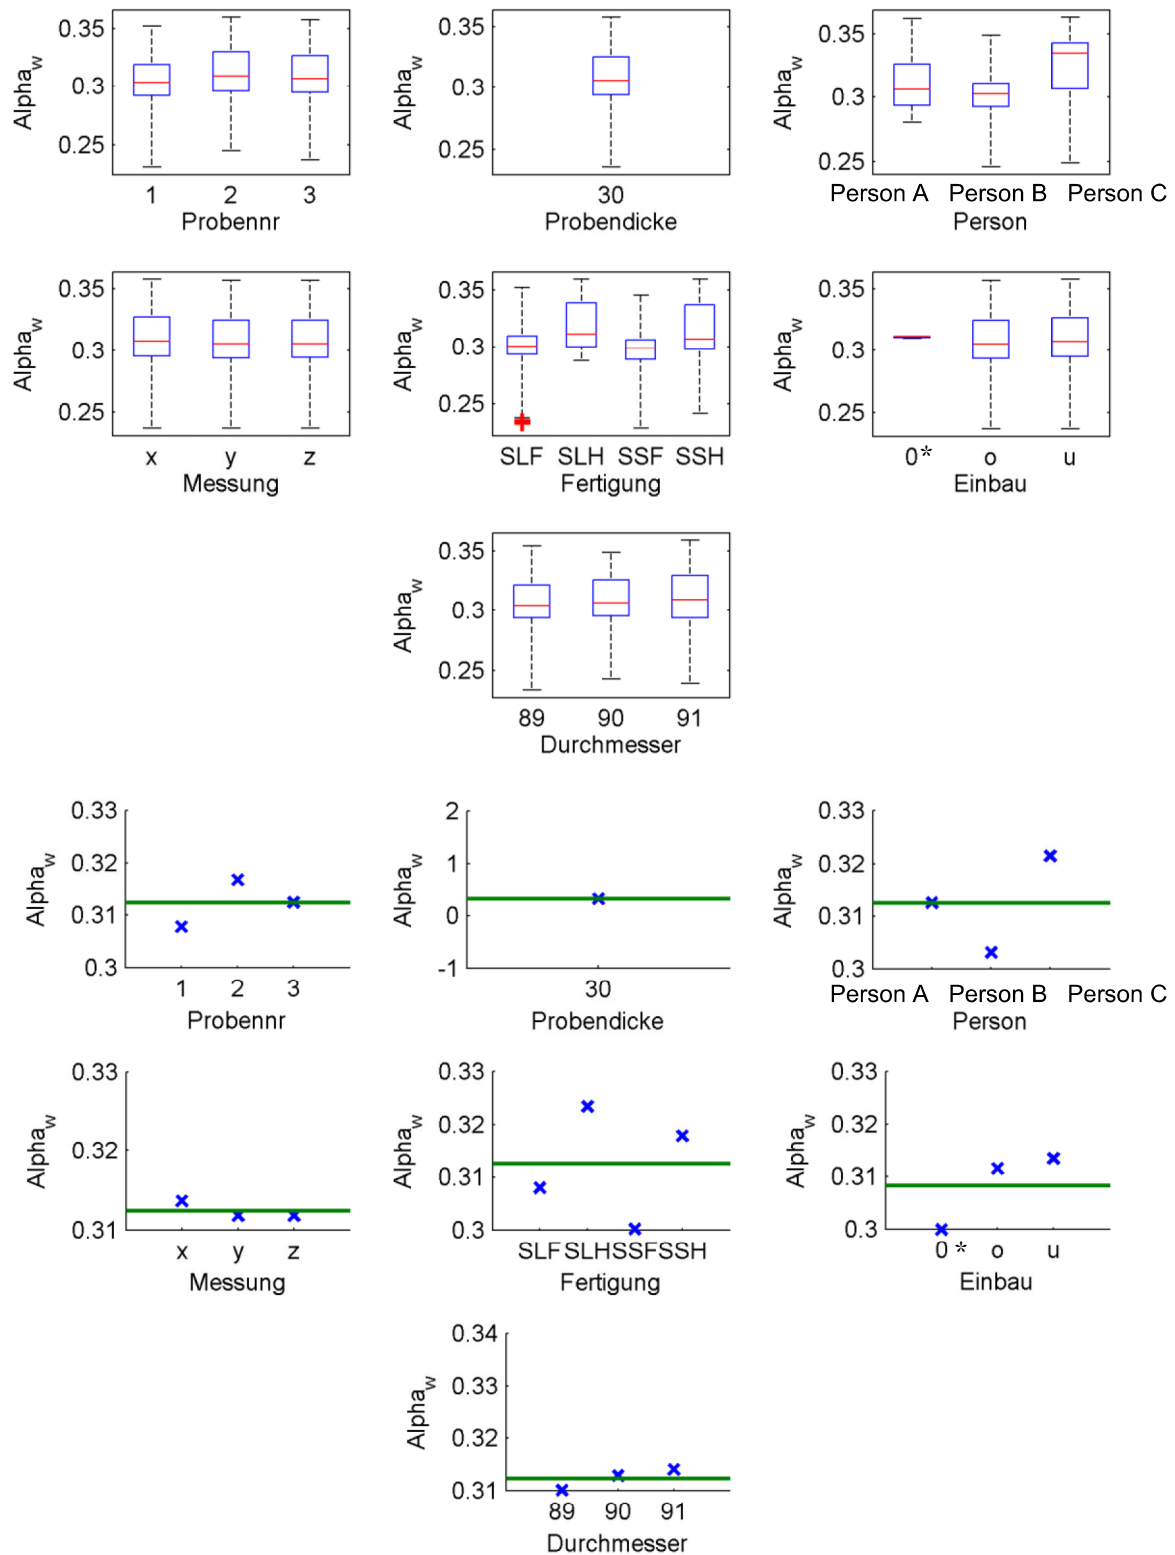 0.35
0.3
0.25
Alpha_w
1 2 3
Probennr
0.35
0.3
0.25
Alpha_w
30
Probendicke
0.35
0.3
0.25
Alpha_w
Person A Person B Person C
Person
0.35
0.3
0.25
Alpha_w
x y z
Messung
0.35
0.3
0.25
Alpha_w
SLF SLH SSF SSH
Fertigung
0.35
0.3
0.25
Alpha_w
0* o u
Einbau
0.35
0.3
0.25
Alpha_w
89 90 91
Durchmesser
0.33
0.32
0.31
0.3
Alpha_w
1 2 3
Probennr
2
1
0
-1
Alpha_w
30
Probendicke
0.33
0.32
0.31
0.3
Alpha_w
Person A Person B Person C
Person
0.33
0.32
0.31
Alpha_w
x y z
Messung
0.33
0.32
0.31
0.3
Alpha_w
SLF SLH SSF SSH
Fertigung
0.33
0.32
0.31
0.3
Alpha_w
0 * o u
Einbau
0.34
0.33
0.32
0.31
Alpha_w
89 90 91
Durchmesser